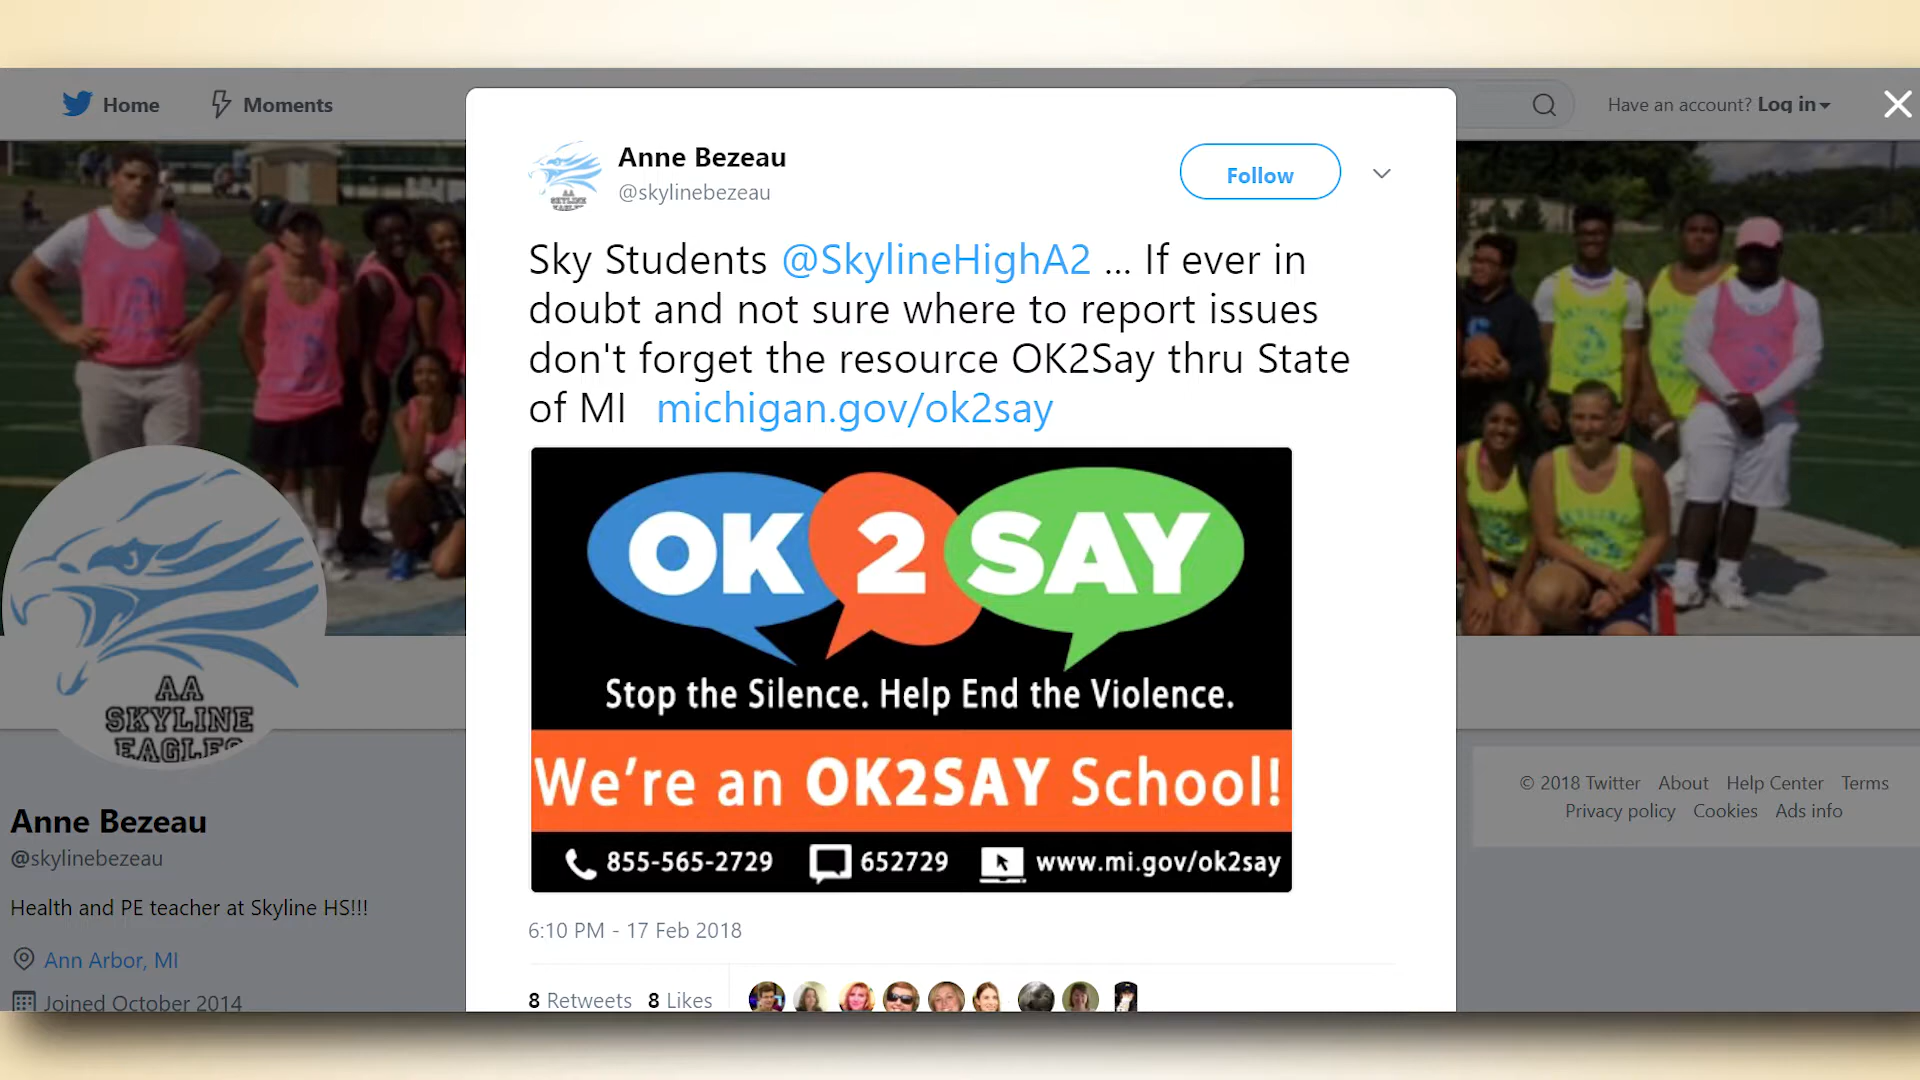 Home
Moments
Have an account? Log in
Anne Bezeau
@skylinebezeau
Follow
Sky Students @SkylineHighA2 ... If ever in
doubt and not sure where to report issues
don't forget the resource OK2Say thru State
of MI michigan.gov/ok2say
OK 2 SAY
Stop the Silence. Help End the Violence.
We're an OK2SAY School!
855-565-2729 652729 www.mi.gov/ok2say
6:10 PM - 17 Feb 2018
8 Retweets 8 Likes
AA
SKYLINE
EAGLES
Anne Bezeau
@skylinebezeau
Health and PE teacher at Skyline HS!!!
Ann Arbor, MI
Joined October 2014
© 2018 Twitter About Help Center Terms
Privacy policy Cookies Ads info